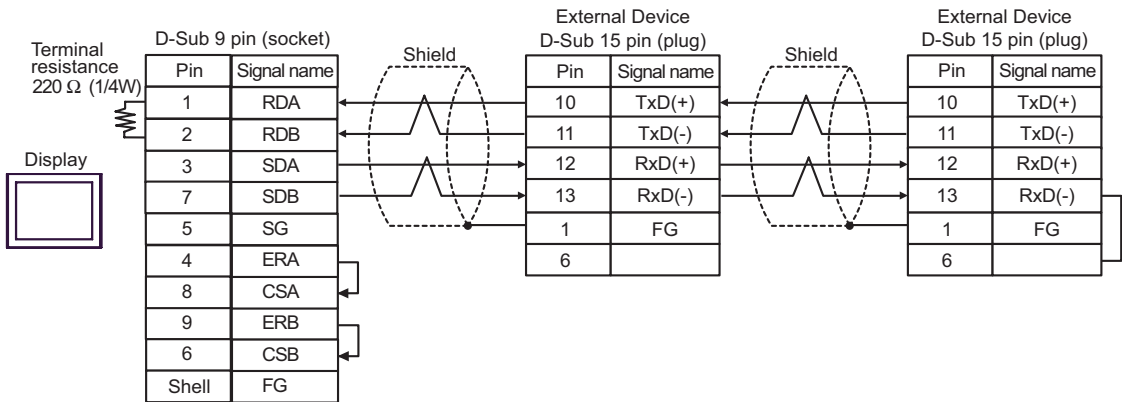 External Device
External Device
D-Sub 9 pin (socket)
D-Sub 15 pin (plug)
D-Sub 15 pin (plug)
Terminal
resistance
220 Ω (1/4W)
Shield
Shield
Display
Pin Signal name
1 RDA
2 RDB
3 SDA
7 SDB
5 SG
4 ERA
8 CSA
9 ERB
6 CSB
Shell FG
Pin Signal name
10 TxD(+)
11 TxD(-)
12 RxD(+)
13 RxD(-)
1 FG
6
Pin Signal name
10 TxD(+)
11 TxD(-)
12 RxD(+)
13 RxD(-)
1 FG
6